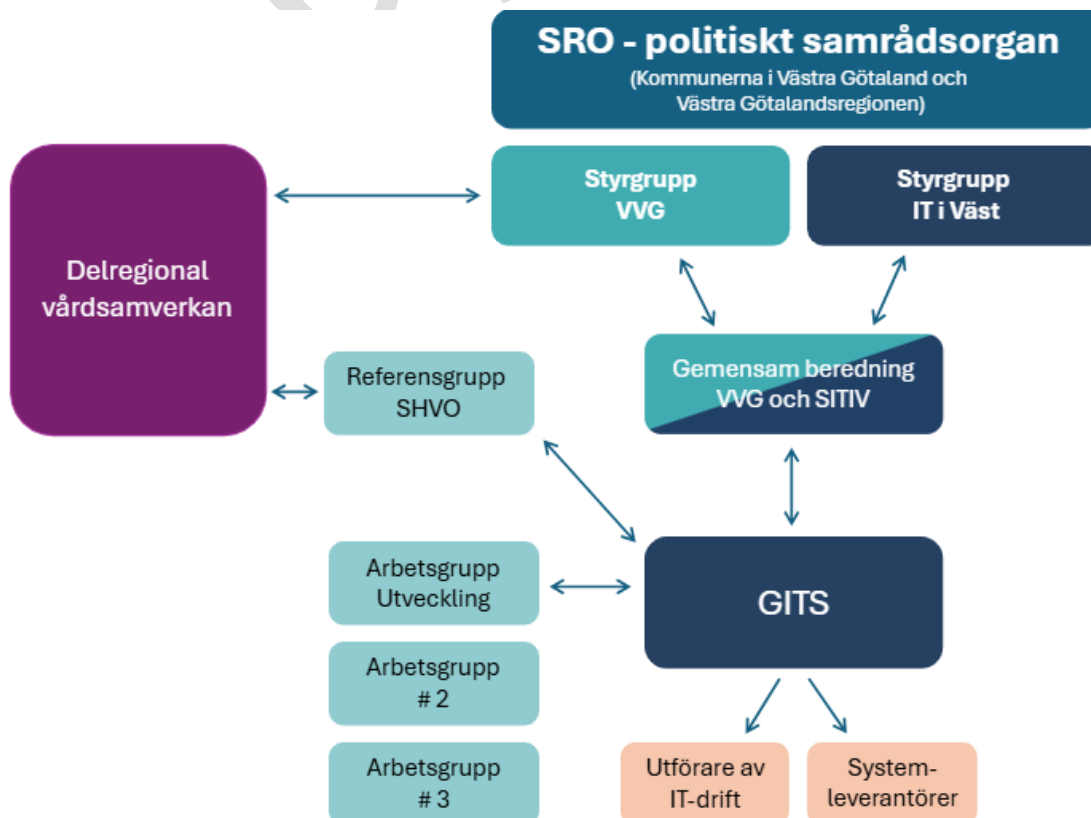 SRO - politiskt samrådsorgan
(Kommunerna i Västra Götaland och
Västra Götalandsregionen)
Styrgrupp
VVG
Styrgrupp
IT i Väst
Delregional
vårdsamverkan
Referensgrupp
SHVO
Gemensam beredning
VVG och SITIV
Arbetsgrupp
Utveckling
GITS
Arbetsgrupp
# 2
Arbetsgrupp
# 3
Utförare av
IT-drift
System-
leverantörer